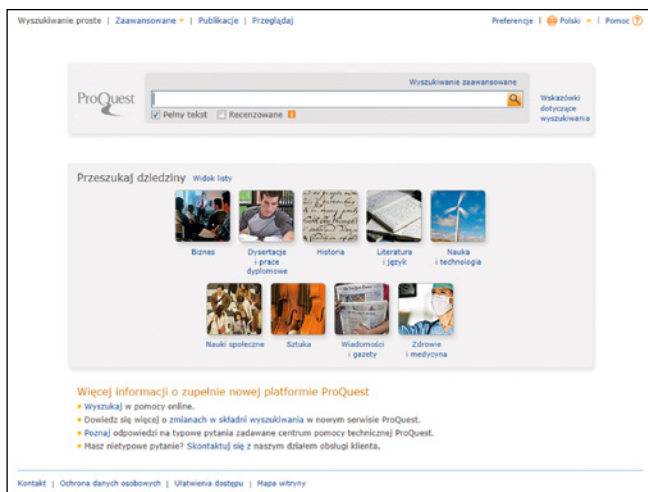 Wyszukiwanie proste | Zaawansowane | Publikacje | Przeglądaj
Preferencje | Polski | Pomoc ?
Wyszukiwanie zaawansowane
ProQuest
Pełny tekst Recenzowane
Wskazówki
dotyczące
wyszukiwania
Przeszukaj dziedziny Widok listy
Biznes
Dysertacje
i prace
dyplomowe
Historia
Literatura
i język
Nauka
i technologia
Nauki społeczne
Sztuka
Wiadomości
i gazety
Zdrowie
i medycyna
Więcej informacji o zupełnie nowej platformie ProQuest
Wyszukaj w pomocy online.
Dowiedz się więcej o zmianach w składni wyszukiwania w nowym serwisie ProQuest.
Poznaj odpowiedzi na typowe pytania zadawane centrum pomocy technicznej ProQuest.
Masz nietypowe pytanie? Skontaktuj się z naszym działem obsługi klienta.
Kontakt | Ochrona danych osobowych | Ułatwienia dostępu | Mapa witryny